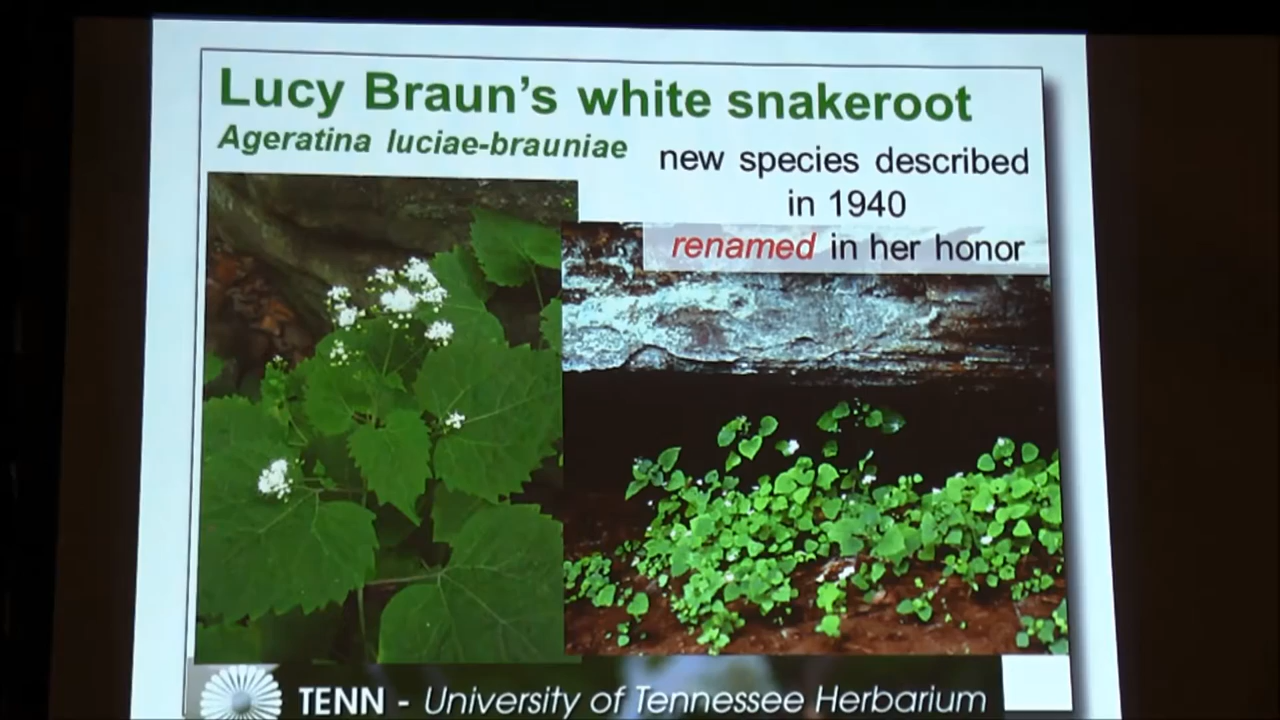 Lucy Braun's white snakeroot
Ageratina luciae-brauniae
new species described
in 1940
renamed in her honor
TENN - University of Tennessee Herbarium